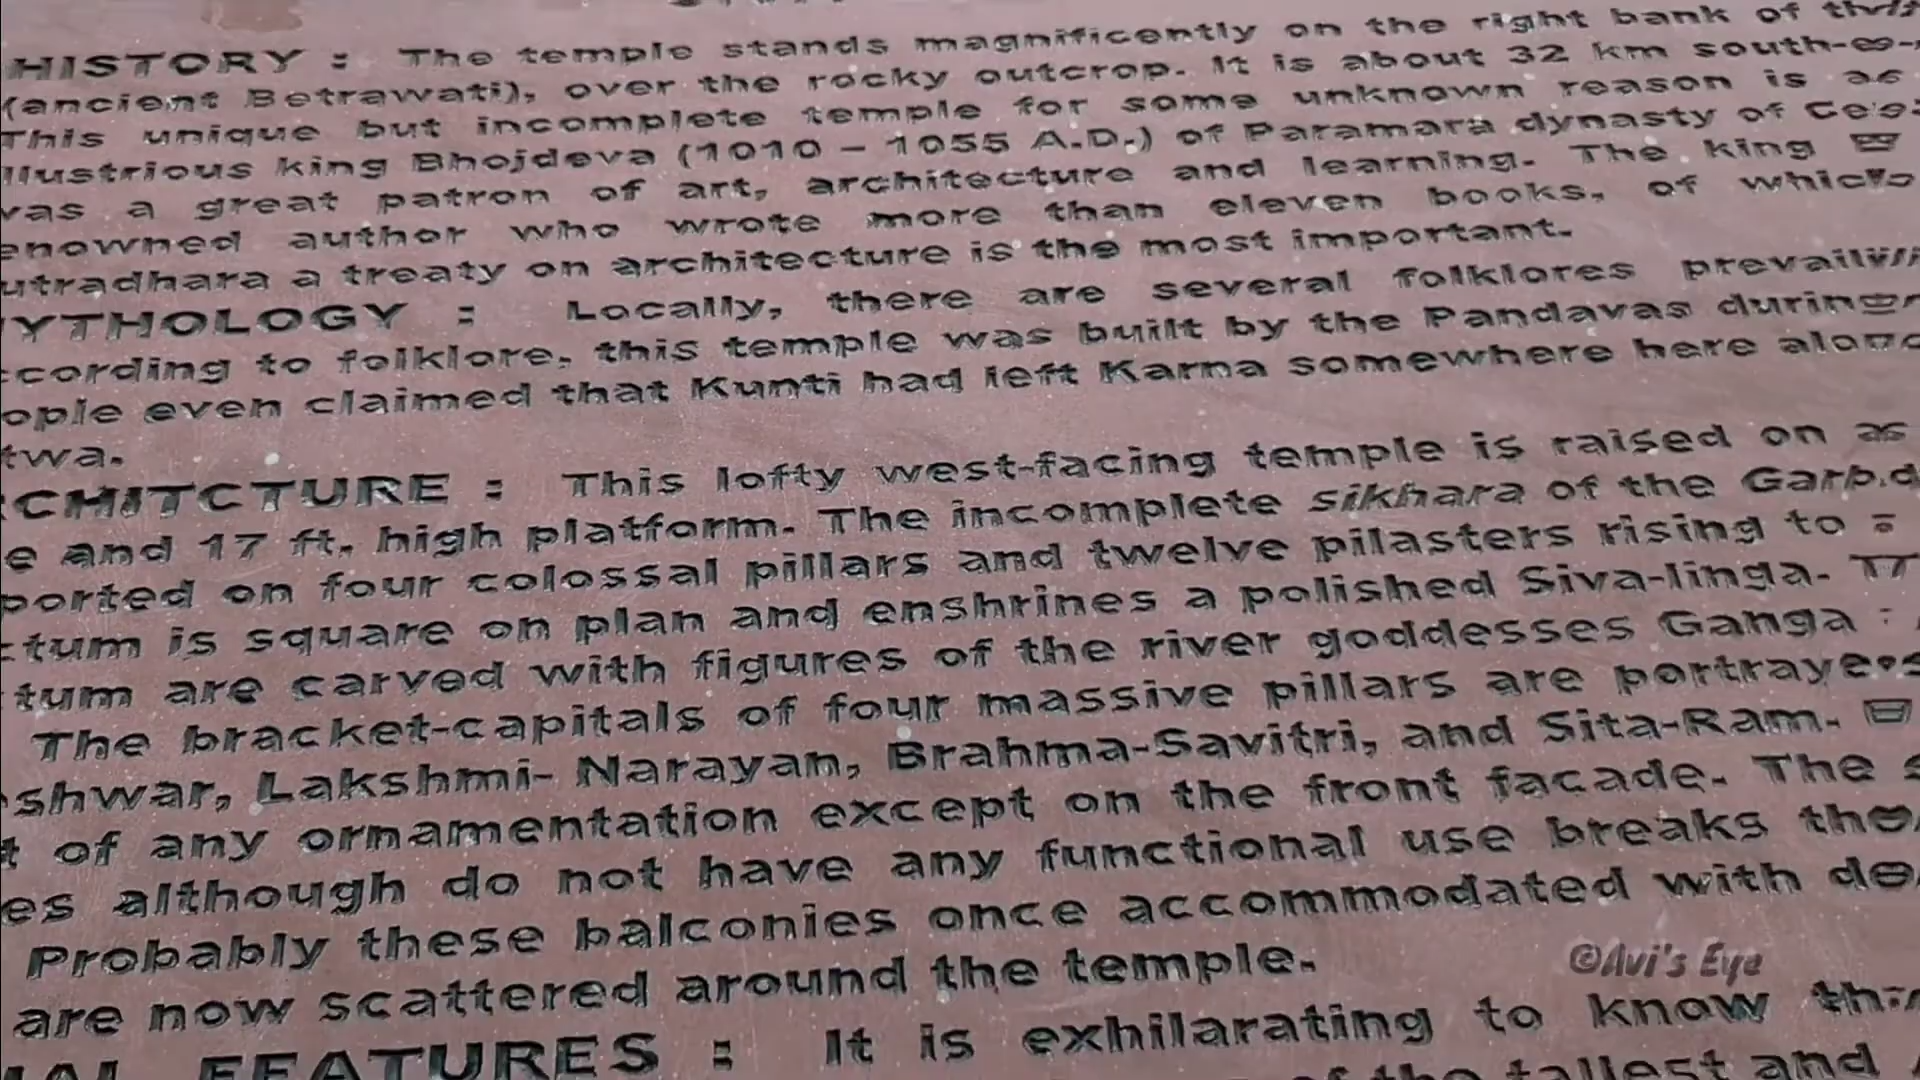 HISTORY : The temple stands magnificently on the right bank of
(ancient Betrawati), over the rocky outcrop. It is about 32 km
This unique but incomplete temple for some unknown reason is
llustrious king Bhojdeva (1010 – 1055 A.D.) of Paramara dynasty of
was a great patron of art, architecture and learning. The king
enowned author who wrote more than eleven books, of
utradhara a treaty on architecture is the most important.
YTHOLOGY : Locally, there are several folklores
ccording to folklore, this temple was built by the Pandavas
ople even claimed that Kunti had left Karna somewhere here
twa.
CHITCTURE : This lofty west-facing temple is raised on
e and 17 ft. high platform. The incomplete sikhara of the
ported on four colossal pillars and twelve pilasters rising to
ctum is square on plan and enshrines a polished Siva-linga.
tum are carved with figures of the river goddesses Ganga
The bracket-capitals of four massive pillars are
shwar, Lakshmi- Narayan, Brahma-Savitri, and Sita-Ram.
t of any ornamentation except on the front facade. The
es although do not have any functional use breaks
Probably these balconies once accommodated with
are now scattered around the temple.
©Avi's Eye
FEATURES : It is exhilarating to know
of the tallest and